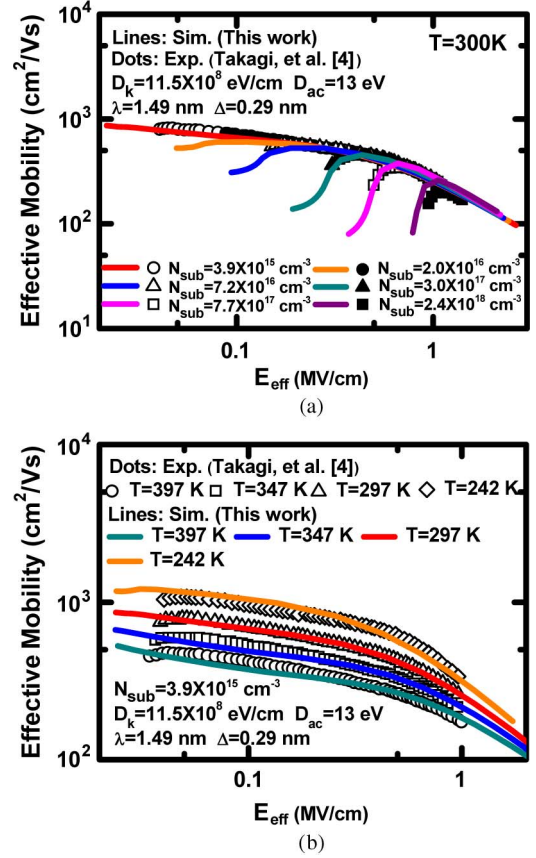 (a)
10⁴
Lines: Sim. (This work)
T=300K
Dots: Exp. (Takagi, et al. [4])
D_k=11.5X10⁸ eV/cm D_ac=13 eV
λ=1.49 nm Δ=0.29 nm
10³
10²
N_sub=3.9X10¹⁵ cm⁻³ N_sub=2.0X10¹⁶ cm⁻³
N_sub=7.2X10¹⁶ cm⁻³ N_sub=3.0X10¹⁷ cm⁻³
N_sub=7.7X10¹⁷ cm⁻³ N_sub=2.4X10¹⁸ cm⁻³
10¹
0.1 1
E_eff (MV/cm)
Effective Mobility (cm²/Vs)
(a)
10⁴
Dots: Exp. (Takagi, et al. [4])
T=397 K T=347 K T=297 K T=242 K
Lines: Sim. (This work)
T=397 K T=347 K T=297 K
T=242 K
10³
N_sub=3.9X10¹⁵ cm⁻³
D_k=11.5X10⁸ eV/cm D_ac=13 eV
λ=1.49 nm Δ=0.29 nm
10²
0.1 1
E_eff (MV/cm)
Effective Mobility (cm²/Vs)
(b)